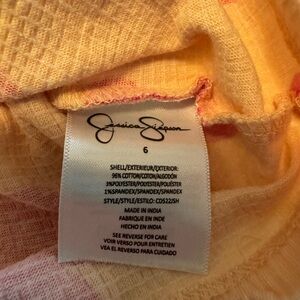 Jessica Simpson
6
SHELL/EXTERIEUR/EXTERIOR:
96% COTTON/COTON/ALGODÓN
3%POLYESTER/POLYESTER/POLIÉSTER
1%SPANDEX/SPANDEX/SPANDEX
STYLE/STYLE/ESTILO: CD522JSH
MADE IN INDIA
FABRIQUE EN INDE
HECHO EN INDIA
SEE REVERSE FOR CARE
VOIR VERSO POUR ENTRETIEN
VEA EL REVERSO PARA CUIDADO